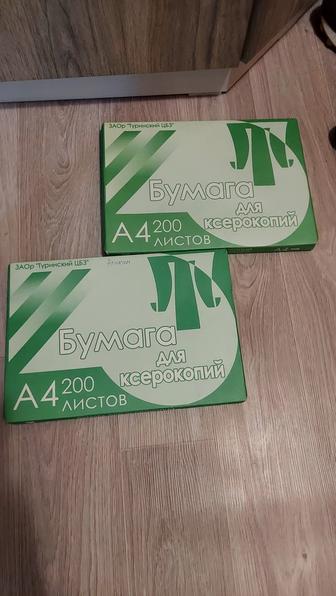 ЗАОр "Туринский ЦБЗ"
Бумага
для
ксерокопий
А4 200
ЛИСТОВ
ЗАОр "Туринский ЦБЗ"
Бумага
для
ксерокопий
А4 200
ЛИСТОВ